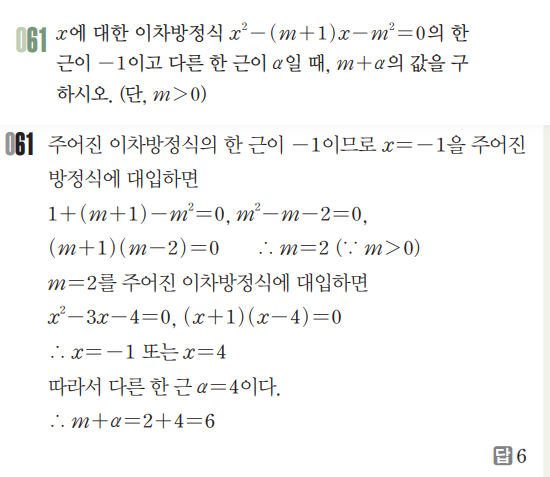 061 x에 대한 이차방정식 x²-(m+1)x-m²=0의 한
근이 -1이고 다른 한 근이 α일 때, m+α의 값을 구
하시오. (단, m>0)
061 주어진 이차방정식의 한 근이 -1이므로 x=-1을 주어진
방정식에 대입하면
1+(m+1)-m²=0, m²-m-2=0,
(m+1)(m-2)=0 ∴ m=2 (∵ m>0)
m=2를 주어진 이차방정식에 대입하면
x²-3x-4=0, (x+1)(x-4)=0
∴ x=-1 또는 x=4
따라서 다른 한 근 α=4이다.
∴ m+α=2+4=6
답 6